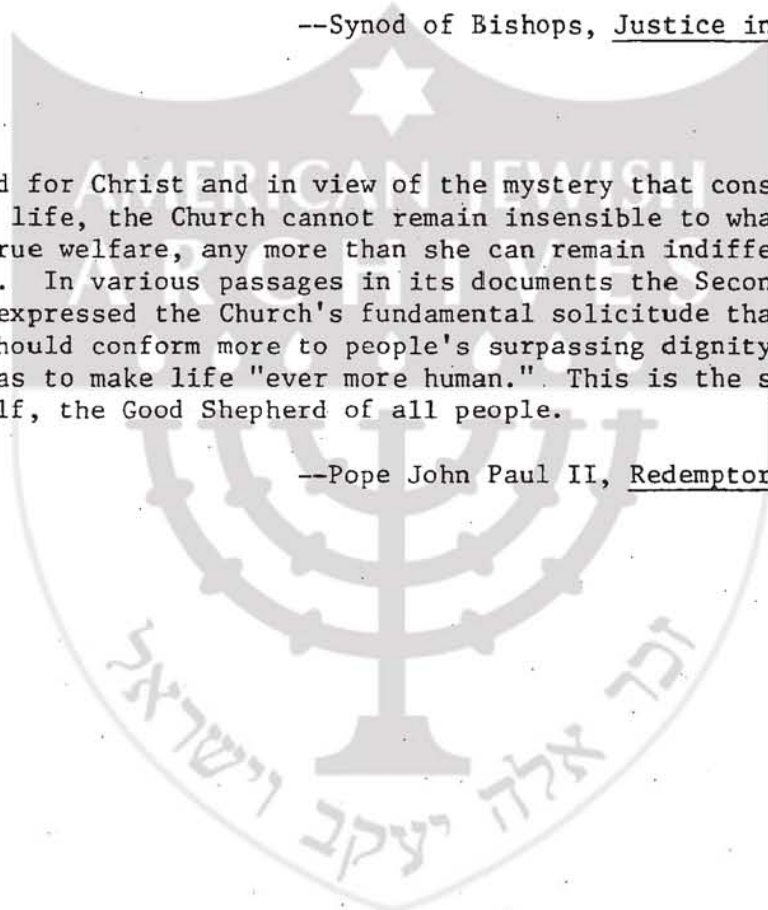 --Synod of Bishops, Justice in
AMERICAN JEWISH
ARCHIVES
d for Christ and in view of the mystery that cons
life, the Church cannot remain insensible to wha
rue welfare, any more than she can remain indiffe
. In various passages in its documents the Secon
expressed the Church's fundamental solicitude tha
hould conform more to people's surpassing dignity
as to make life "ever more human." This is the s
lf, the Good Shepherd of all people.
--Pope John Paul II, Redemptor
זכר אלה יעקב וישראל